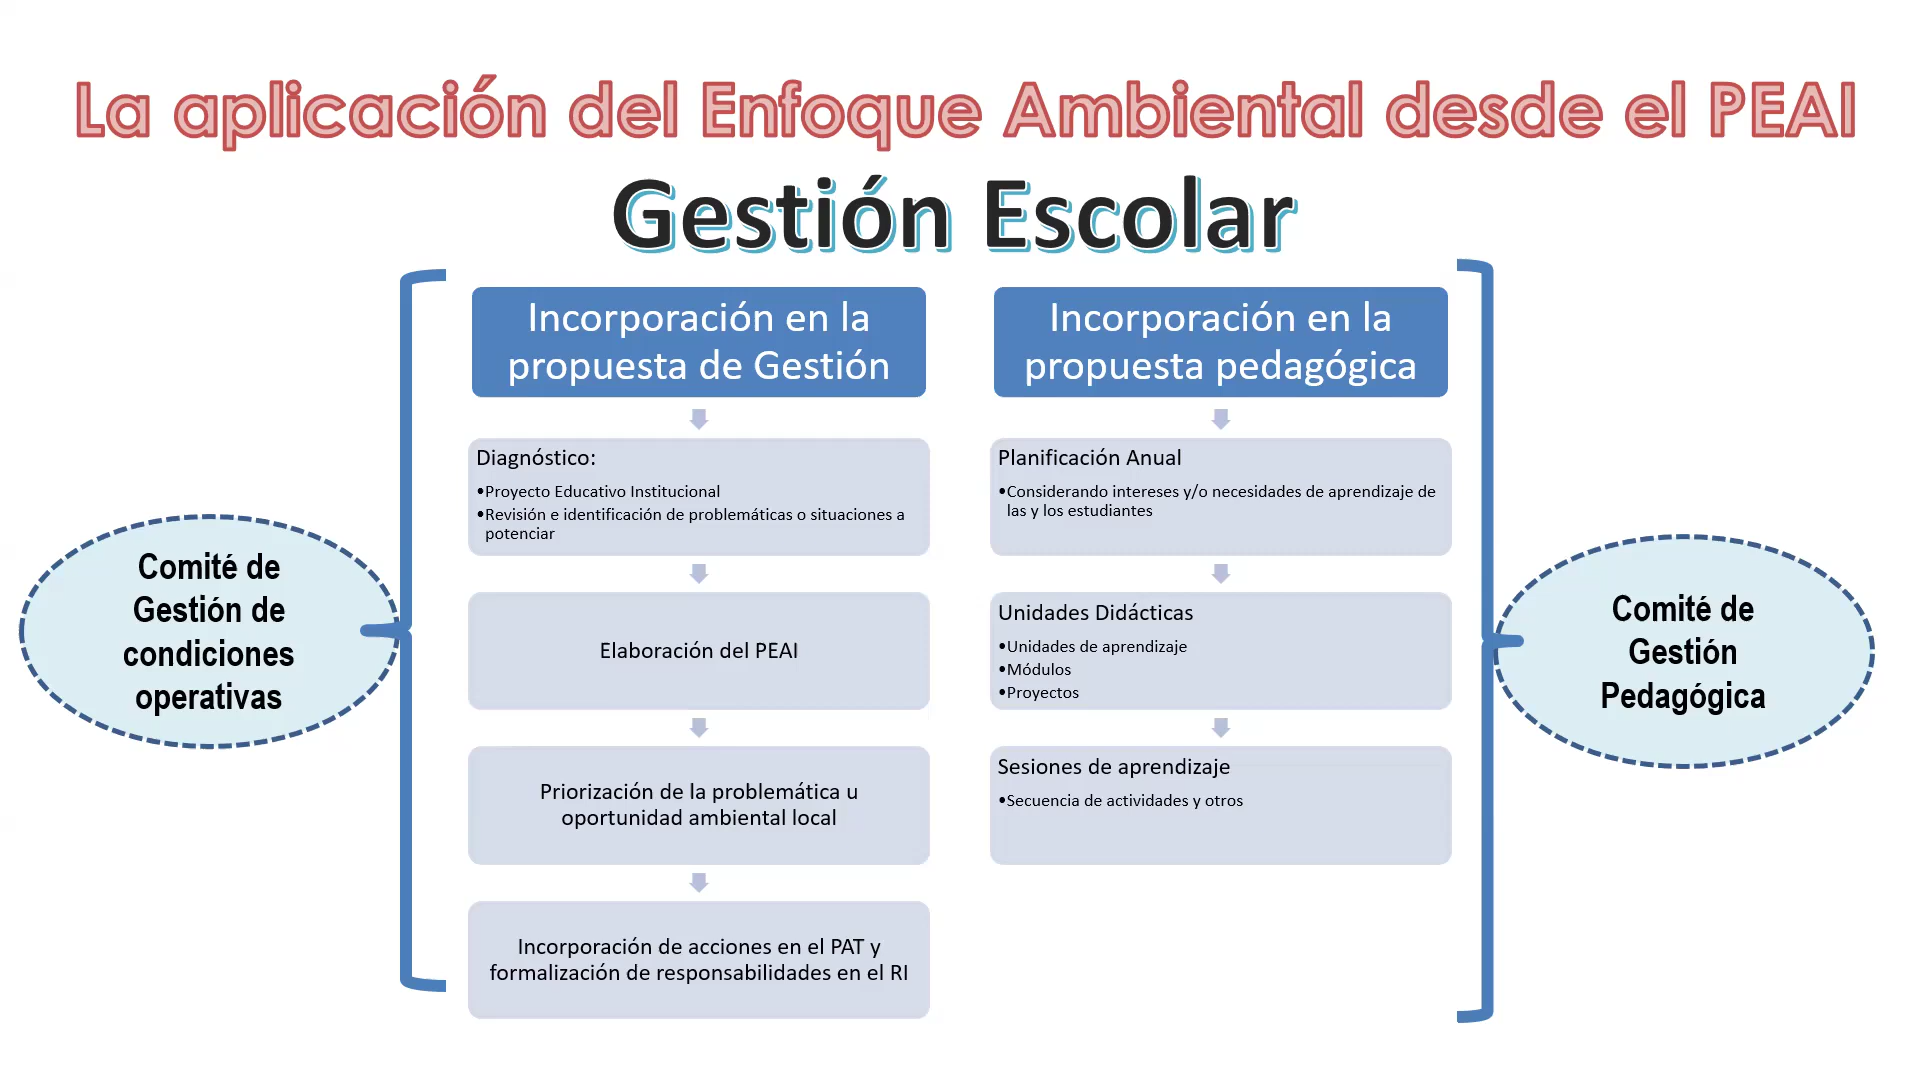 La aplicación del Enfoque Ambiental desde el PEAI
Gestión Escolar
Comité de
Gestión de
condiciones
operativas
Incorporación en la
propuesta de Gestión
Diagnóstico:
•Proyecto Educativo Institucional
•Revisión e identificación de problemáticas o situaciones a
potenciar
Elaboración del PEAI
Priorización de la problemática u
oportunidad ambiental local
Incorporación de acciones en el PAT y
formalización de responsabilidades en el RI
Incorporación en la
propuesta pedagógica
Planificación Anual
•Considerando intereses y/o necesidades de aprendizaje de
las y los estudiantes
Unidades Didácticas
•Unidades de aprendizaje
•Módulos
•Proyectos
Sesiones de aprendizaje
•Secuencia de actividades y otros
Comité de
Gestión
Pedagógica